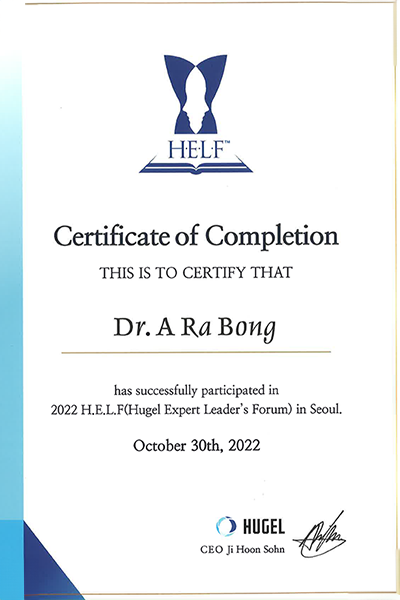 H.E.L.F™
Certificate of Completion
THIS IS TO CERTIFY THAT
Dr. A Ra Bong
has successfully participated in
2022 H.E.L.F(Hugel Expert Leader's Forum) in Seoul.
October 30th, 2022
HUGEL
CEO Ji Hoon Sohn